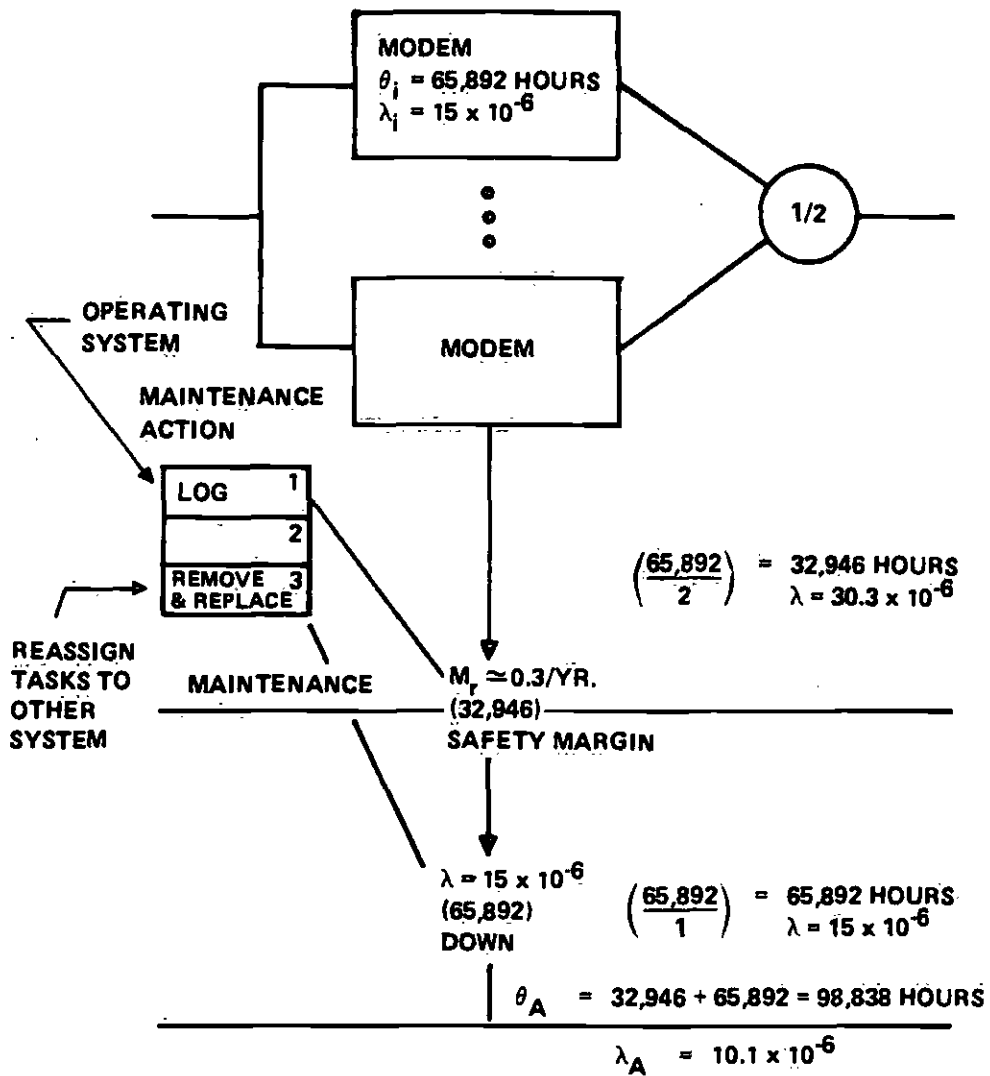 MODEM
θi = 65,892 HOURS
λi = 15 x 10^-6
1/2
MODEM
OPERATING
SYSTEM
MAINTENANCE
ACTION
LOG 1
2
REMOVE 3
& REPLACE
REASSIGN
TASKS TO
OTHER
SYSTEM
MAINTENANCE
(65,892/2) = 32,946 HOURS
λ = 30.3 x 10^-6
Mr ≃ 0.3/YR.
(32,946)
SAFETY MARGIN
λ = 15 x 10^-6
(65,892)
DOWN
(65,892/1) = 65,892 HOURS
λ = 15 x 10^-6
θA = 32,946 + 65,892 = 98,838 HOURS
λA = 10.1 x 10^-6